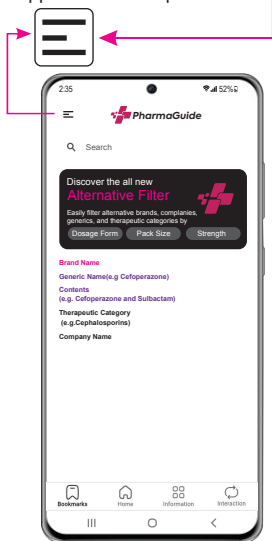 2:35
52%
PharmaGuide
Search
Discover the all new
Alternative Filter
Easily filter alternative brands, complanies,
generics, and therapeutic categories by
Dosage Form
Pack Size
Strength
Brand Name
Generic Name(e.g Cefoperazone)
Contents
(e.g. Cefoperazone and Sulbactam)
Therapeutic Category
(e.g.Cephalosporins)
Company Name
Bookmarks
Home
Information
Interaction